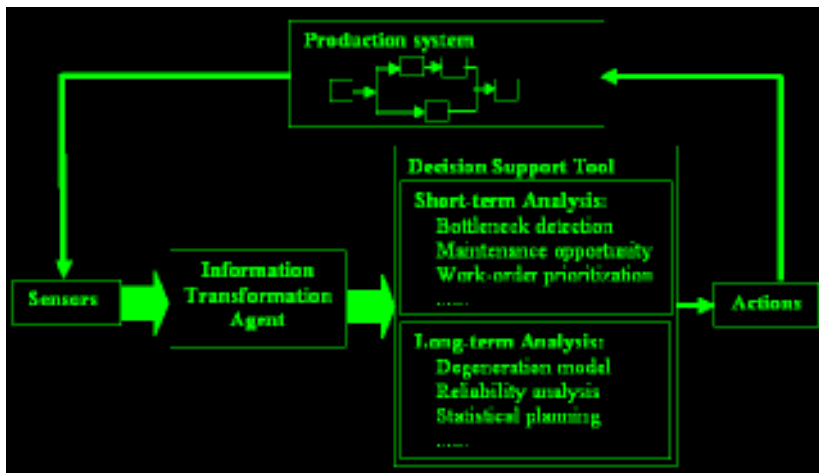 Production system
Decision Support Tool
Short-term Analysis:
Bottleneck detection
Maintenance opportunity
Work-order prioritization
......
Information
Transformation
Agent
Sensors
Actions
Long-term Analysis:
Degeneration model
Reliability analysis
Statistical planning
......